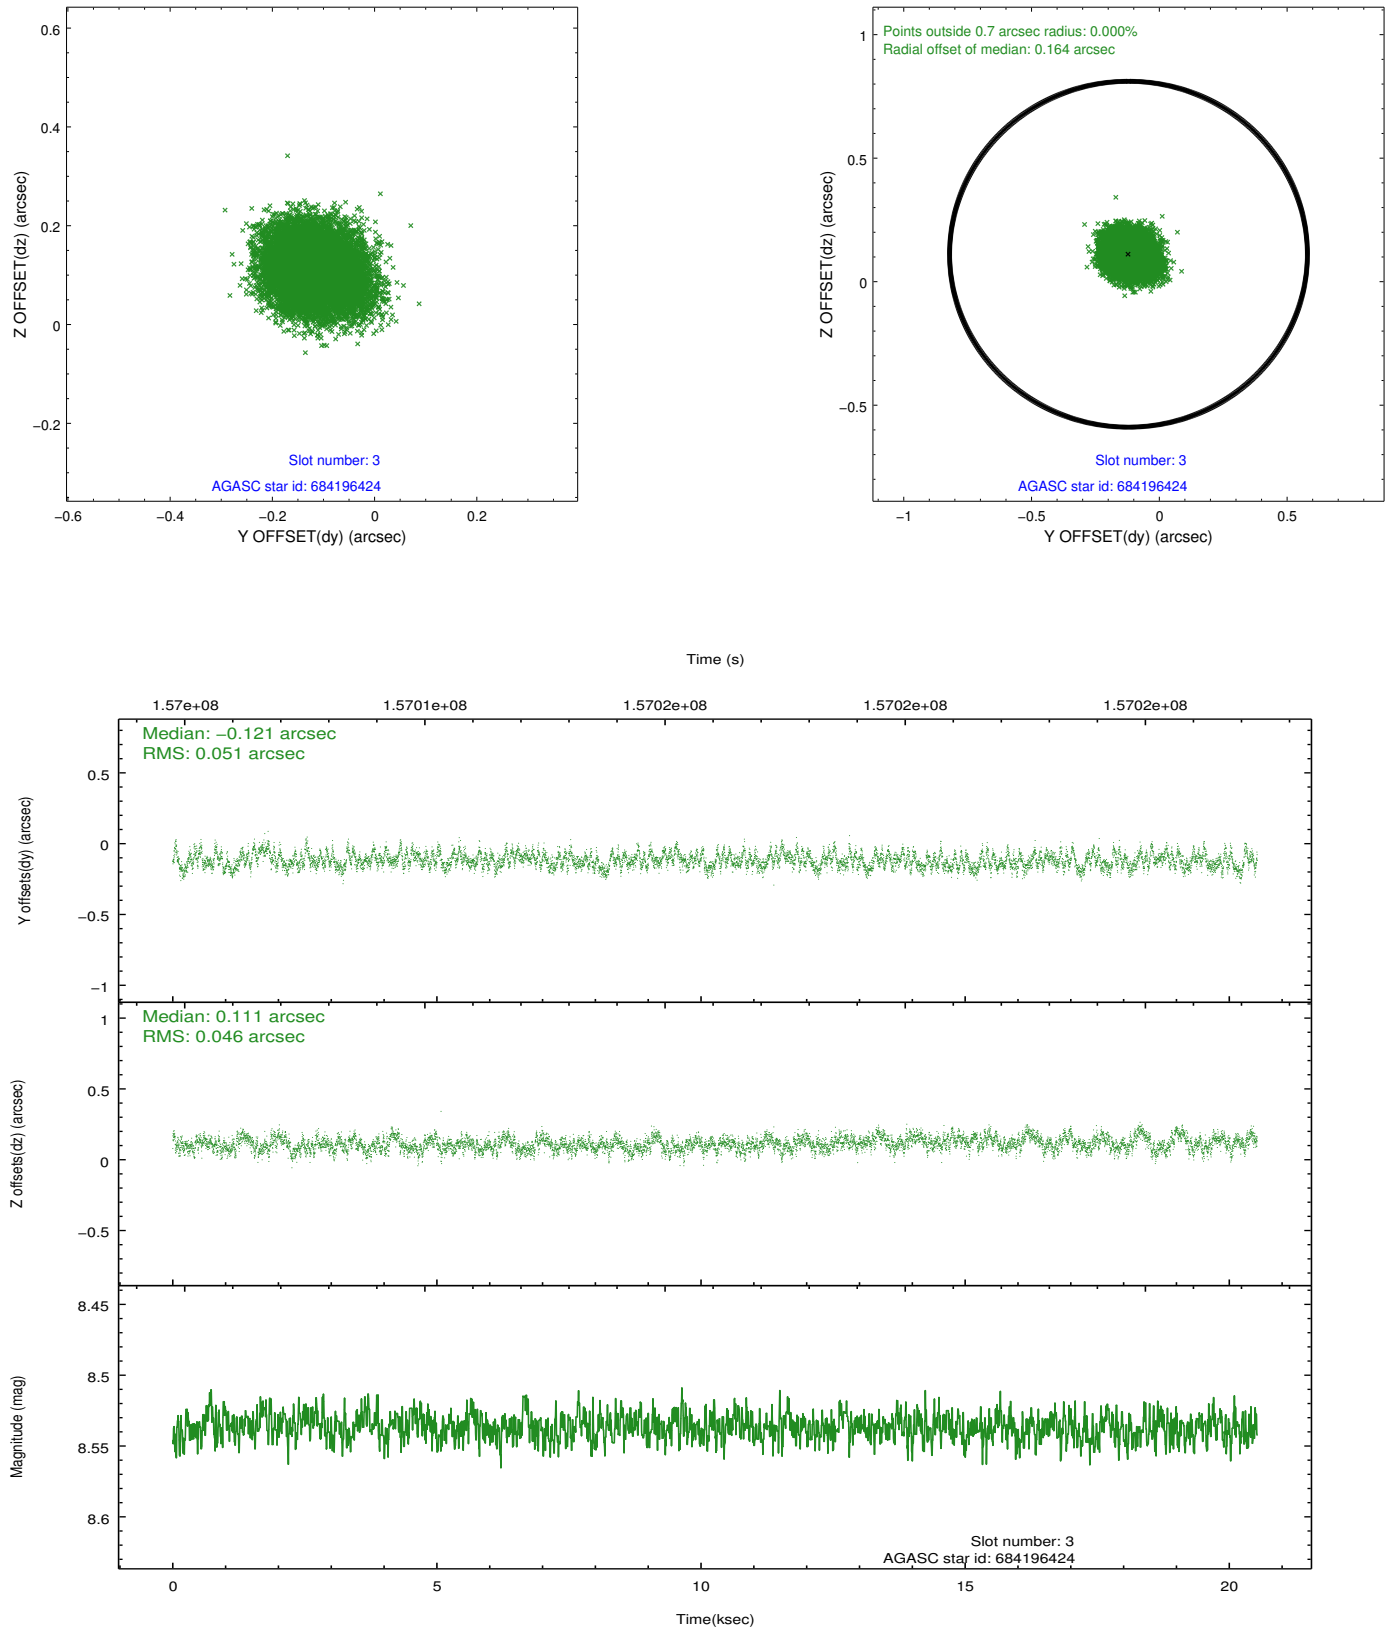 0.6
0.4
0.2
0
−0.2
Z OFFSET(dz) (arcsec)
Slot number: 3
AGASC star id: 684196424
−0.6 −0.4 −0.2 0 0.2
Y OFFSET(dy) (arcsec)
Points outside 0.7 arcsec radius: 0.000%
Radial offset of median: 0.164 arcsec
1
0.5
0
−0.5
Z OFFSET(dz) (arcsec)
Slot number: 3
AGASC star id: 684196424
−1 −0.5 0 0.5
Y OFFSET(dy) (arcsec)
Time (s)
1.57e+08 1.5701e+08 1.5702e+08 1.5702e+08 1.5702e+08
Median: −0.121 arcsec
RMS: 0.051 arcsec
0.5
0
−0.5
−1
Y offsets(dy) (arcsec)
Median: 0.111 arcsec
RMS: 0.046 arcsec
1
0.5
0
−0.5
Z offsets(dz) (arcsec)
8.45
8.5
8.55
8.6
Magnitude (mag)
Slot number: 3
AGASC star id: 684196424
0 5 10 15 20
Time(ksec)